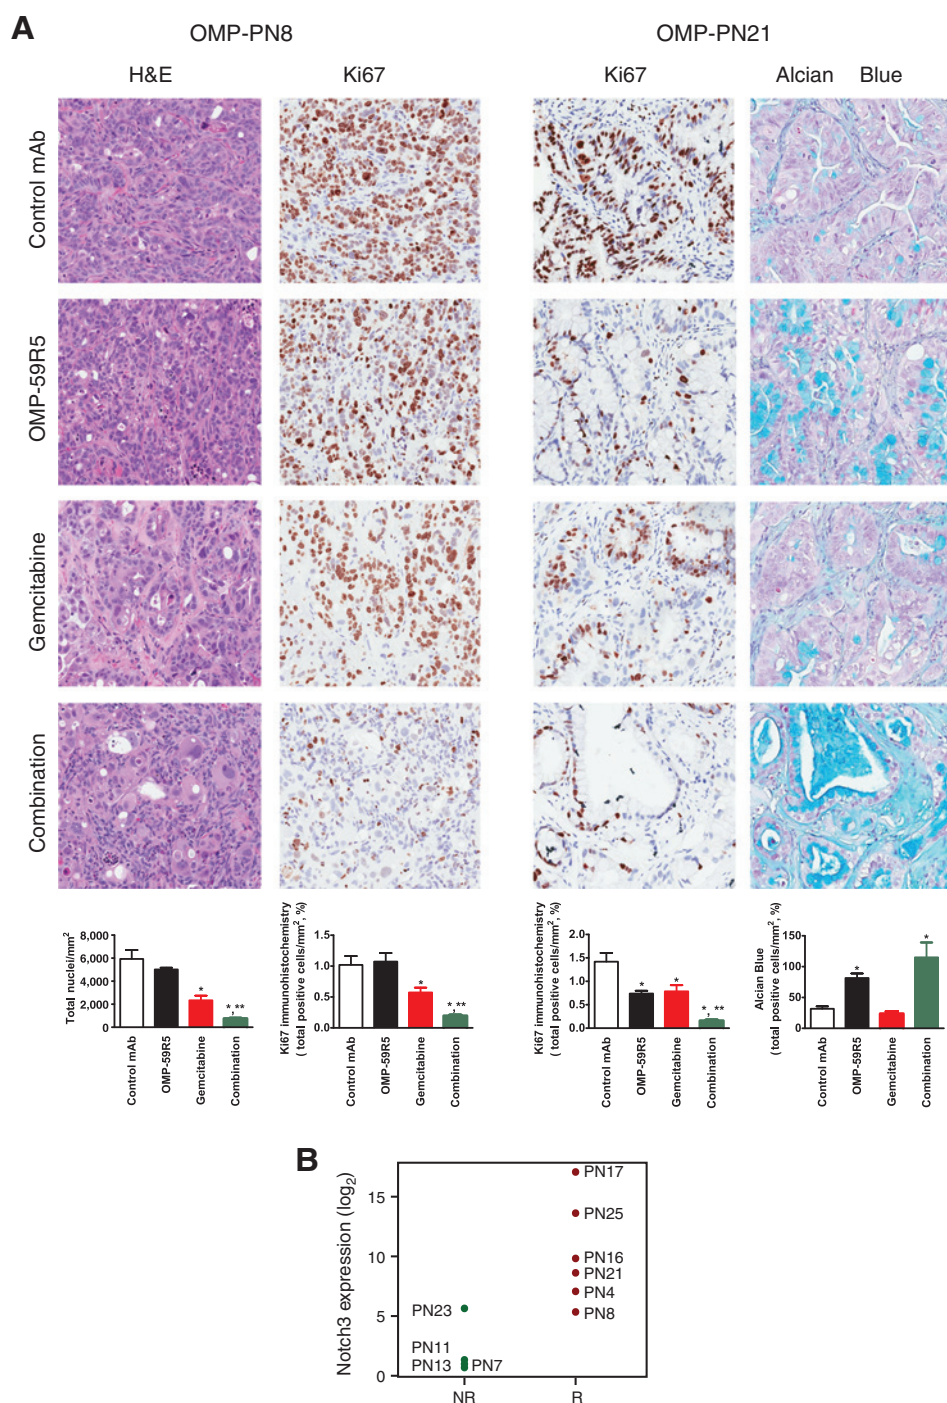 A
OMP-PN8
OMP-PN21
H&E
Ki67
Ki67
Alcian Blue
Control mAb
OMP-59R5
Gemcitabine
Combination
Total nuclei/mm²
8,000
6,000
4,000
2,000
0
*
*,**
Control mAb
OMP-59R5
Gemcitabine
Combination
Ki67 immunohistochemistry
( total positive cells/mm², %)
1.5
1.0
0.5
0.0
*
*,**
Control mAb
OMP-59R5
Gemcitabine
Combination
Ki67 immunohistochemistry
( total positive cells/mm², %)
2.0
1.5
1.0
0.5
0.0
*
*
*, **
Control mAb
OMP-59R5
Gemcitabine
Combination
Alcian Blue
(total positive cells/mm², %)
150
100
50
0
*
*
Control mAb
OMP-59R5
Gemcitabine
Combination
B
Notch3 expression (log₂)
15
10
5
0
PN17
PN25
PN16
PN21
PN4
PN8
PN23
PN11
PN13
PN7
NR
R